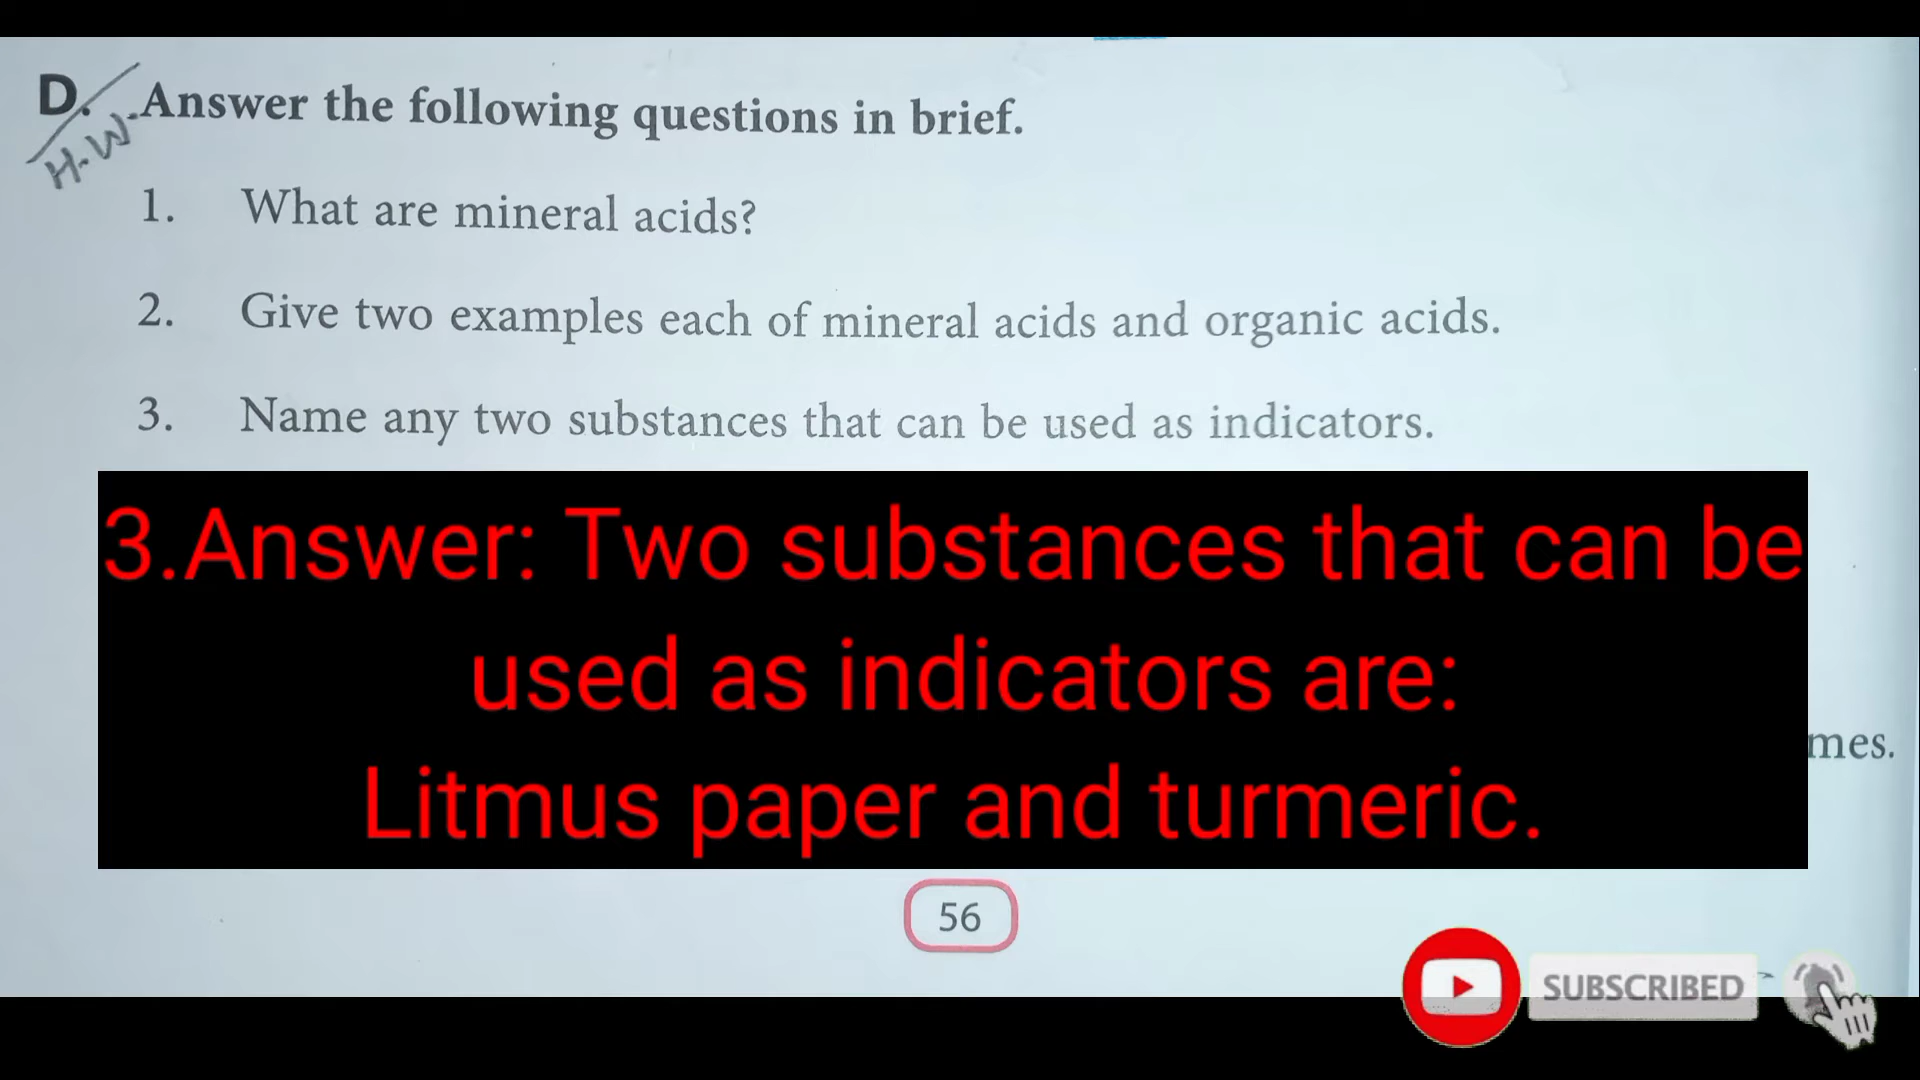 D. Answer the following questions in brief.
H.W.
1. What are mineral acids?
2. Give two examples each of mineral acids and organic acids.
3. Name any two substances that can be used as indicators.
3.Answer: Two substances that can be
used as indicators are:
mes.
Litmus paper and turmeric.
56
SUBSCRIBED